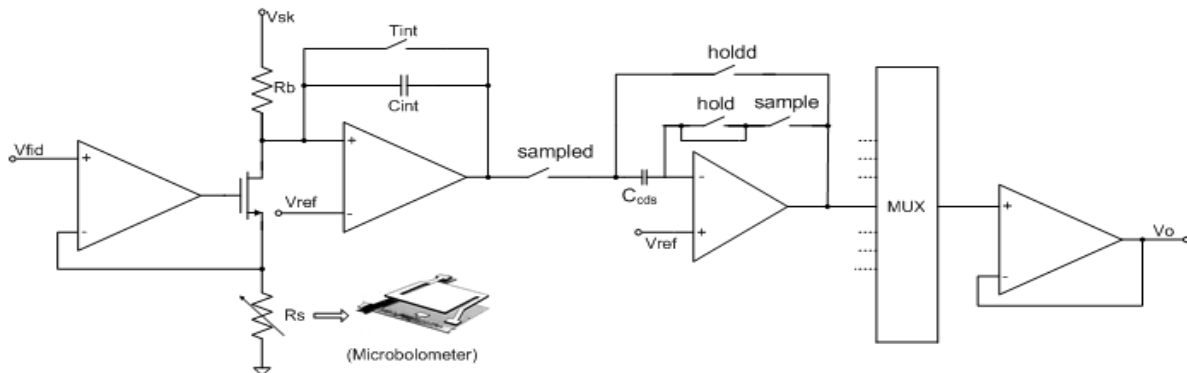 Vsk
Rb
Tint
Cint
Vfid
+
-
+
Vref
-
sampled
holdd
hold
sample
Ccds
-
Vref
+
MUX
+
-
Vo
Rs
(Microbolometer)